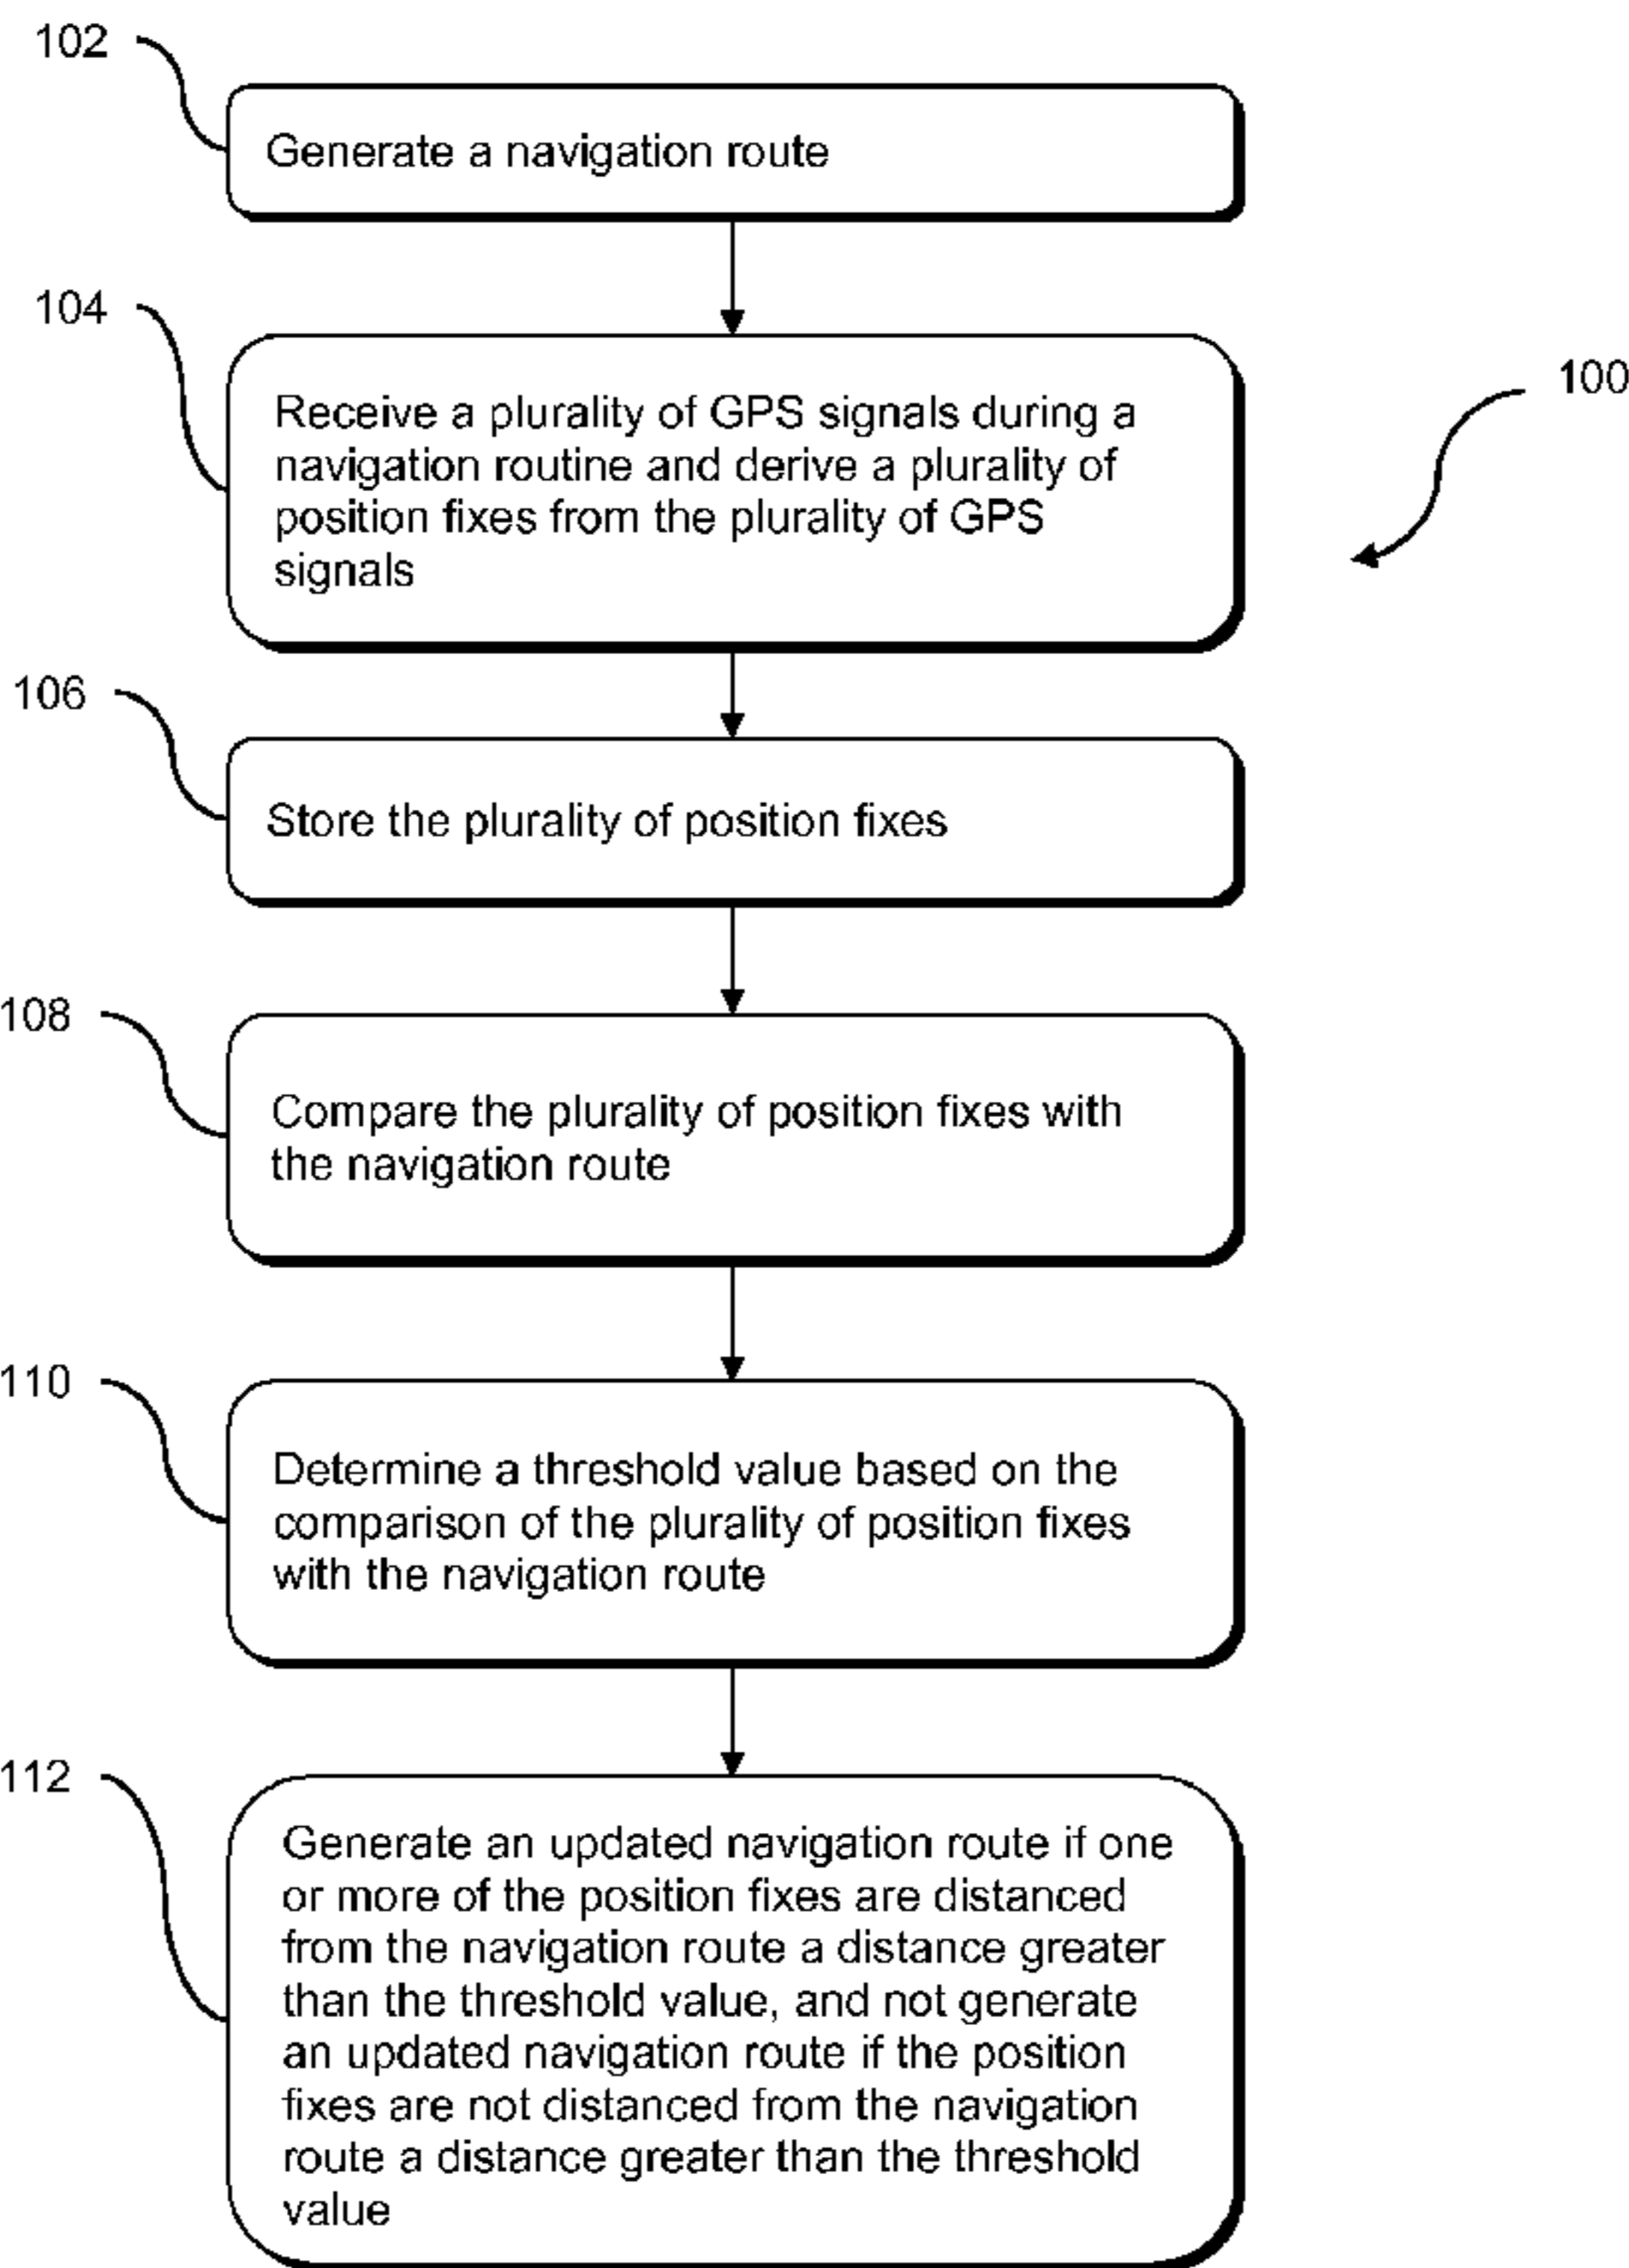 102
Generate a navigation route
104
Receive a plurality of GPS signals during a
navigation routine and derive a plurality of
position fixes from the plurality of GPS
signals
100
106
Store the plurality of position fixes
108
Compare the plurality of position fixes with
the navigation route
110
Determine a threshold value based on the
comparison of the plurality of position fixes
with the navigation route
112
Generate an updated navigation route if one
or more of the position fixes are distanced
from the navigation route a distance greater
than the threshold value, and not generate
an updated navigation route if the position
fixes are not distanced from the navigation
route a distance greater than the threshold
value